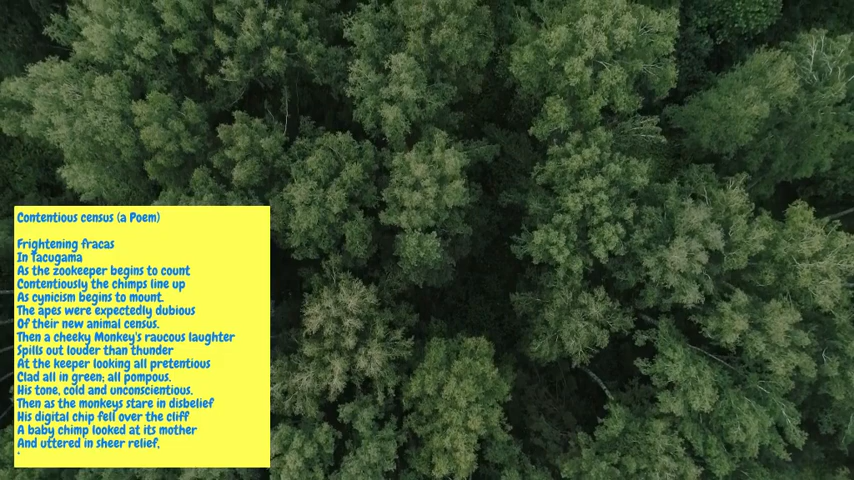 Contentious census (a Poem)
Frightening fracas
In Tacugama
As the zookeeper begins to count
Contentiously the chimps line up
As cynicism begins to mount.
The apes were expectedly dubious
Of their new animal census.
Then a cheeky Monkey's raucous laughter
Spills out louder than thunder
At the keeper looking all pretentious
Clad all in green; all pompous.
His tone, cold and unconscientious.
Then as the monkeys stare in disbelief
His digital chip fell over the cliff
A baby chimp looked at its mother
And uttered in sheer relief,